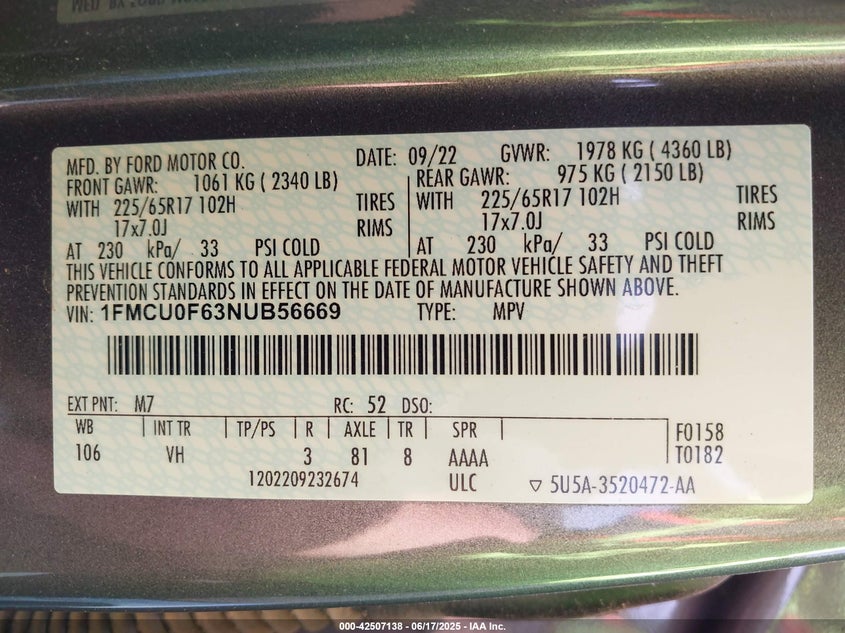 MFD. BY FORD MOTOR CO. DATE: 09/22 GVWR: 1978 KG ( 4360 LB)
FRONT GAWR: 1061 KG ( 2340 LB) REAR GAWR: 975 KG ( 2150 LB)
WITH 225/65R17 102H TIRES WITH 225/65R17 102H TIRES
17x7.0J RIMS 17x7.0J RIMS
AT 230 kPa/ 33 PSI COLD AT 230 kPa/ 33 PSI COLD
THIS VEHICLE CONFORMS TO ALL APPLICABLE FEDERAL MOTOR VEHICLE SAFETY AND THEFT
PREVENTION STANDARDS IN EFFECT ON THE DATE OF MANUFACTURE SHOWN ABOVE.
VIN: 1FMCU0F63NUB56669 TYPE: MPV
EXT PNT: M7 RC: 52 DSO:
WB INT TR TP/PS R AXLE TR SPR F0158
106 VH 3 81 8 AAAA T0182
1202209232674 ULC ▽ 5U5A-3520472-AA
000-42507138 - 06/17/2025 - IAA Inc.